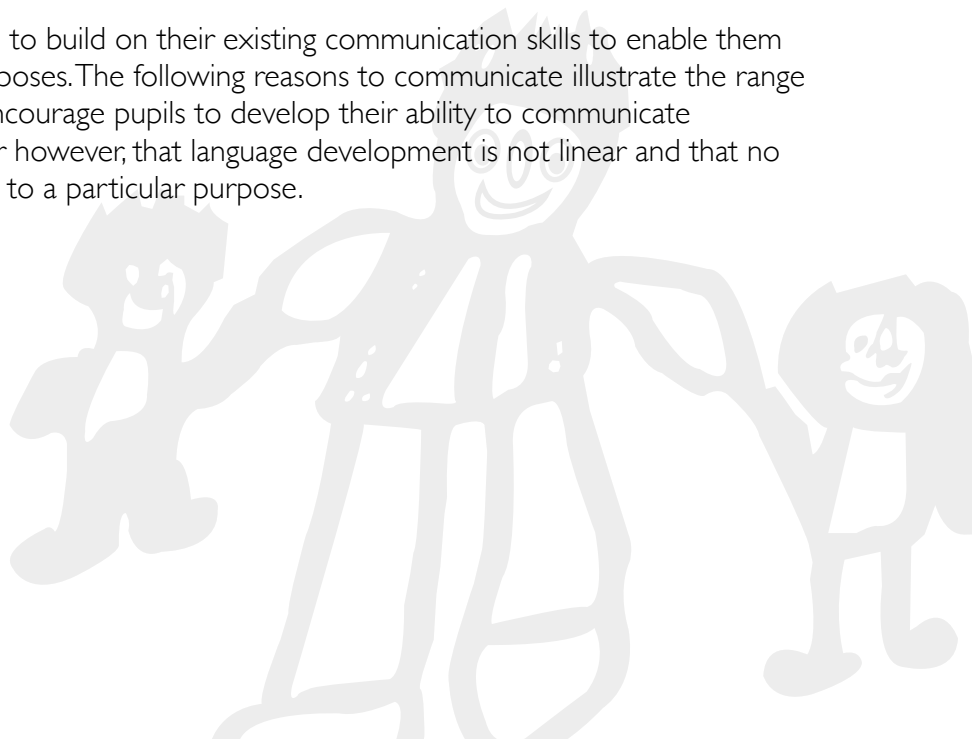 to build on their existing communication skills to enable them
poses. The following reasons to communicate illustrate the range
courage pupils to develop their ability to communicate
however, that language development is not linear and that no
to a particular purpose.